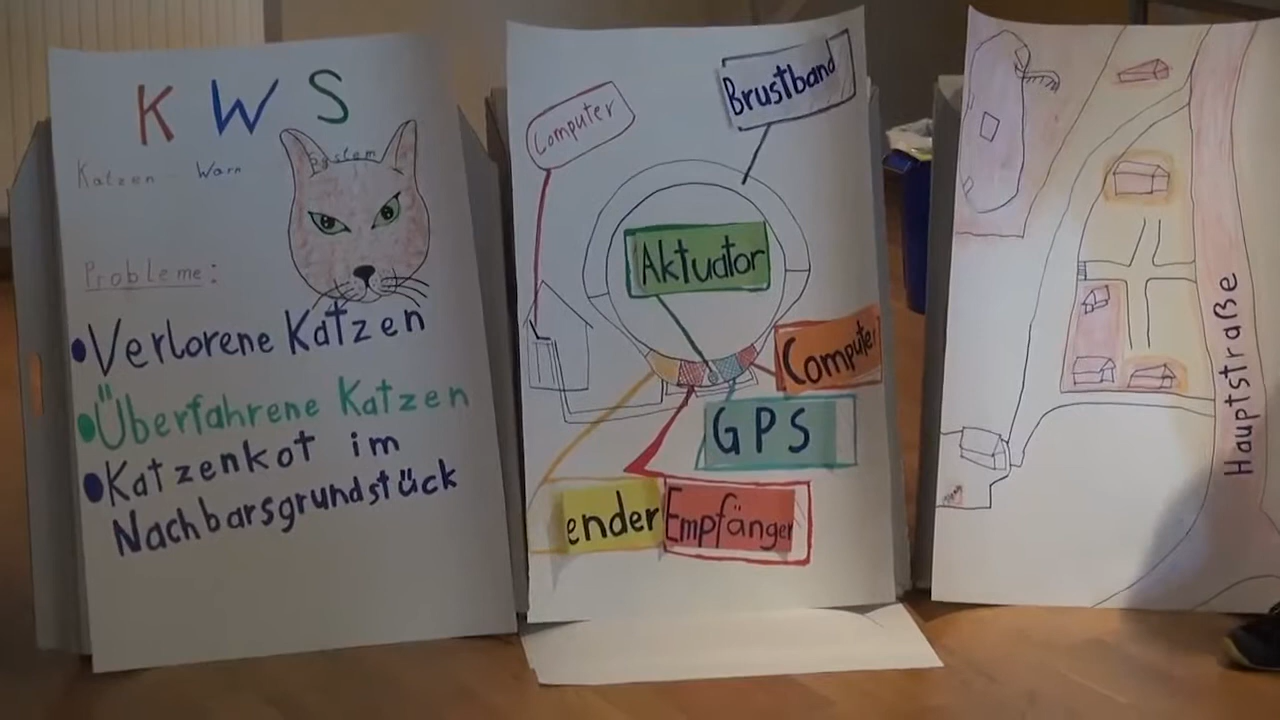 K W S
Katzen - Warn System
Probleme:
• Verlorene Katzen
• Überfahrene Katzen
• Katzenkot im
Nachbarsgrundstück
Computer
Brustband
Aktuator
Computer
GPS
ender
Empfänger
Hauptstraße